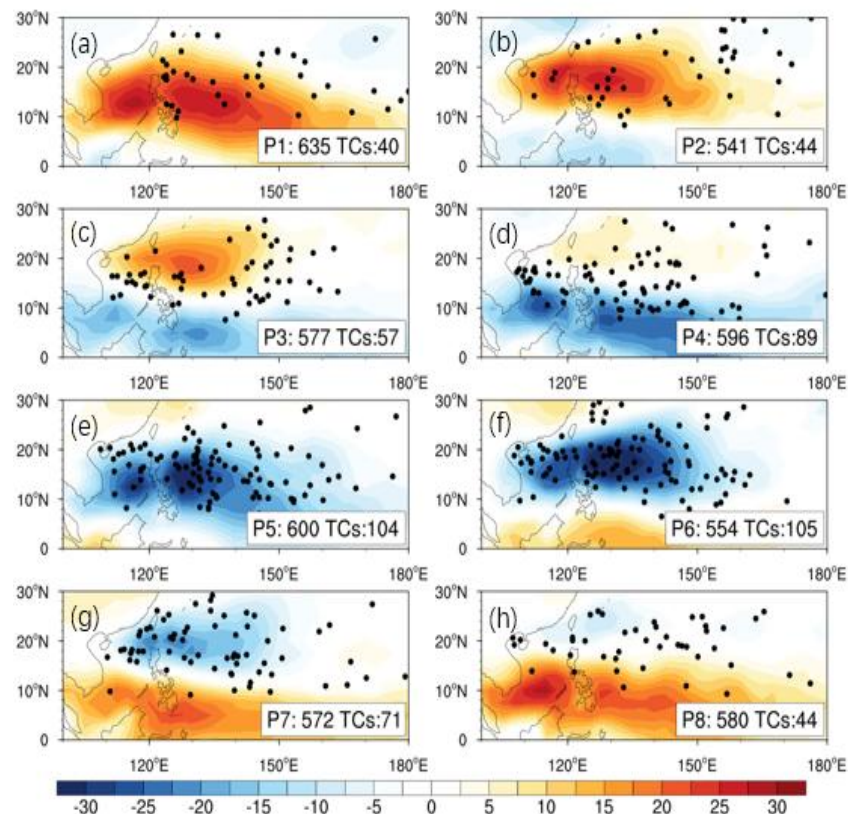 (a) (b)
30°N 30°N
20°N 20°N
10°N 10°N
0 0
P1: 635 TCs:40 P2: 541 TCs:44
120°E 150°E 180°E 120°E 150°E 180°E
(c) (d)
30°N 30°N
20°N 20°N
10°N 10°N
0 0
P3: 577 TCs:57 P4: 596 TCs:89
120°E 150°E 180°E 120°E 150°E 180°E
(e) (f)
30°N 30°N
20°N 20°N
10°N 10°N
0 0
P5: 600 TCs:104 P6: 554 TCs:105
120°E 150°E 180°E 120°E 150°E 180°E
(g) (h)
30°N 30°N
20°N 20°N
10°N 10°N
0 0
P7: 572 TCs:71 P8: 580 TCs:44
120°E 150°E 180°E 120°E 150°E 180°E
-30 -25 -20 -15 -10 -5 0 5 10 15 20 25 30